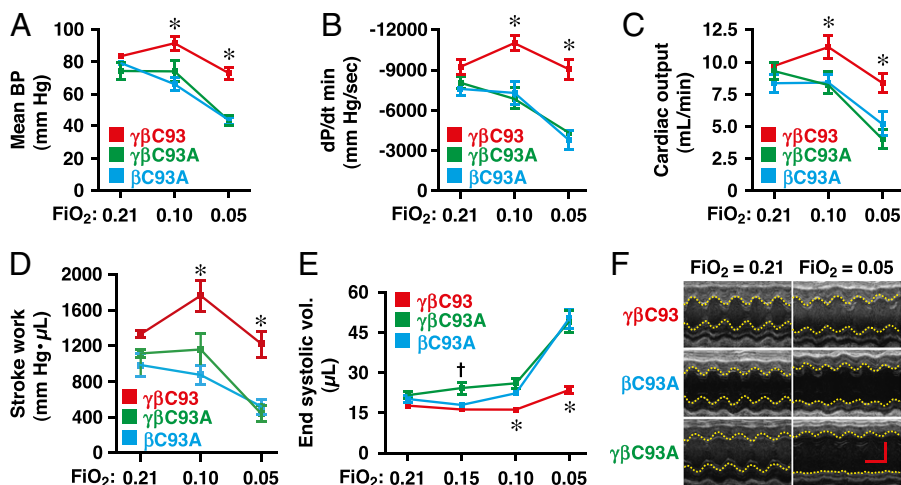 A
Mean BP
(mm Hg)
100
80
60
40
20
0
*
*
γβC93
γβC93A
βC93A
FiO2: 0.21 0.10 0.05
B
dP/dt min
(mm Hg/sec)
-12000
-9000
-6000
-3000
*
*
γβC93
γβC93A
βC93A
FiO2: 0.21 0.10 0.05
C
Cardiac output
(mL/min)
12.5
10.0
7.5
5.0
2.5
0
*
*
γβC93
γβC93A
βC93A
FiO2: 0.21 0.10 0.05
D
Stroke work
(mm Hg·μL)
2000
1600
1200
800
400
*
*
γβC93
γβC93A
βC93A
FiO2: 0.21 0.10 0.05
E
End systolic vol.
(μL)
60
45
30
15
0
γβC93
γβC93A
βC93A
†
*
*
FiO2: 0.21 0.15 0.10 0.05
F
FiO2 = 0.21 FiO2 = 0.05
γβC93
βC93A
γβC93A